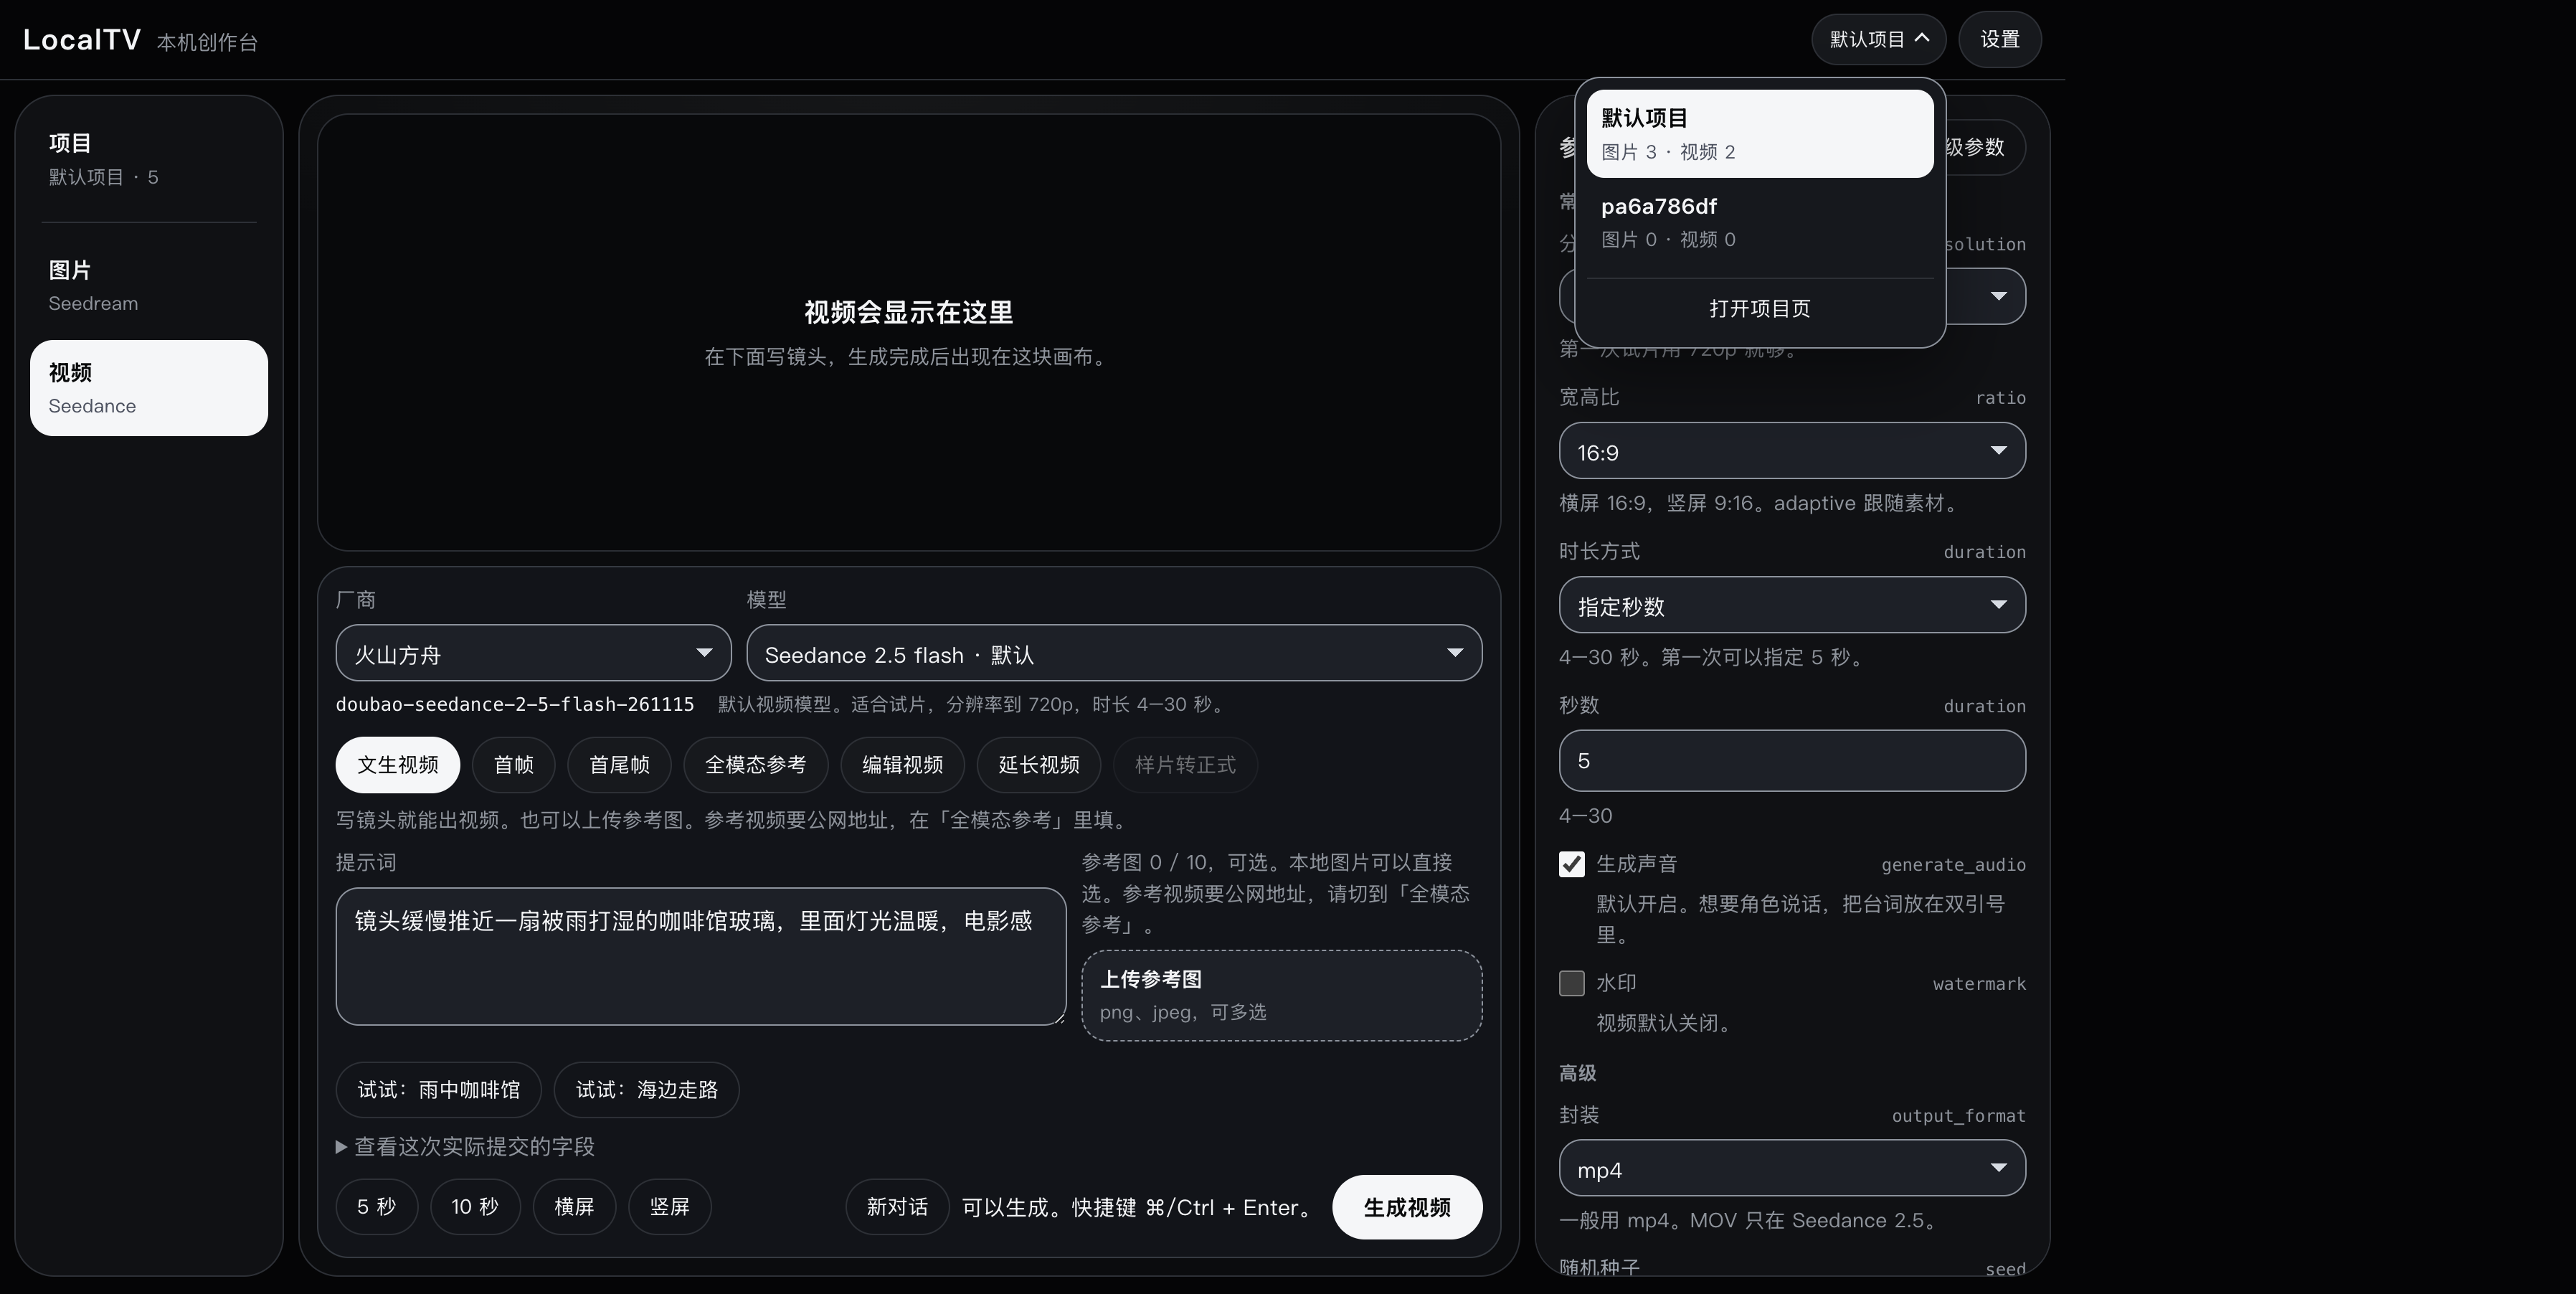 LocalTV 本机创作台
默认项目
设置
项目
默认项目 · 5
图片
Seedream
视频
Seedance
视频会显示在这里
在下面写镜头，生成完成后出现在这块画布。
厂商
模型
火山方舟
Seedance 2.5 flash · 默认
doubao-seedance-2-5-flash-261115 默认视频模型。适合试片，分辨率到 720p，时长 4—30 秒。
文生视频
首帧
首尾帧
全模态参考
编辑视频
延长视频
样片转正式
写镜头就能出视频。也可以上传参考图。参考视频要公网地址，在「全模态参考」里填。
提示词
镜头缓慢推近一扇被雨打湿的咖啡馆玻璃，里面灯光温暖，电影感
参考图 0 / 10，可选。本地图片可以直接
选。参考视频要公网地址，请切到「全模态
参考」。
上传参考图
png、jpeg，可多选
试试：雨中咖啡馆
试试：海边走路
查看这次实际提交的字段
5 秒
10 秒
横屏
竖屏
新对话
可以生成。快捷键 ⌘/Ctrl + Enter。
生成视频
默认项目
图片 3 · 视频 2
pa6a786df
图片 0 · 视频 0
打开项目页
级参数
solution
第一次试片用 720p 就够。
宽高比 ratio
16:9
横屏 16:9，竖屏 9:16。adaptive 跟随素材。
时长方式 duration
指定秒数
4—30 秒。第一次可以指定 5 秒。
秒数 duration
5
4—30
生成声音 generate_audio
默认开启。想要角色说话，把台词放在双引号
里。
水印 watermark
视频默认关闭。
高级
封装 output_format
mp4
一般用 mp4。MOV 只在 Seedance 2.5。
随机种子 seed